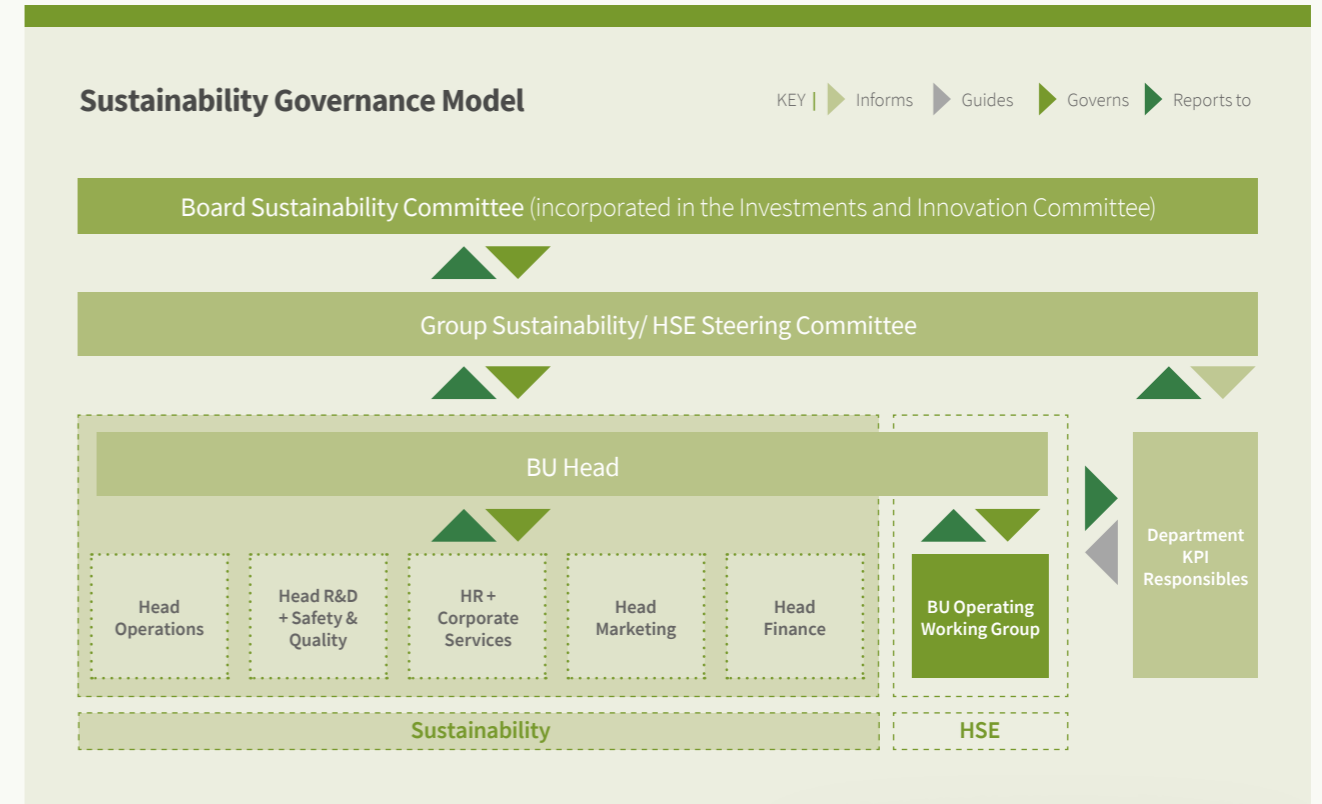 Sustainability Governance Model
KEY | Informs Guides Governs Reports to
Board Sustainability Committee (incorporated in the Investments and Innovation Committee)
Group Sustainability/ HSE Steering Committee
BU Head
Head
Operations
Head R&D
+ Safety &
Quality
HR +
Corporate
Services
Head
Marketing
Head
Finance
BU Operating
Working Group
Department
KPI
Responsibles
Sustainability
HSE